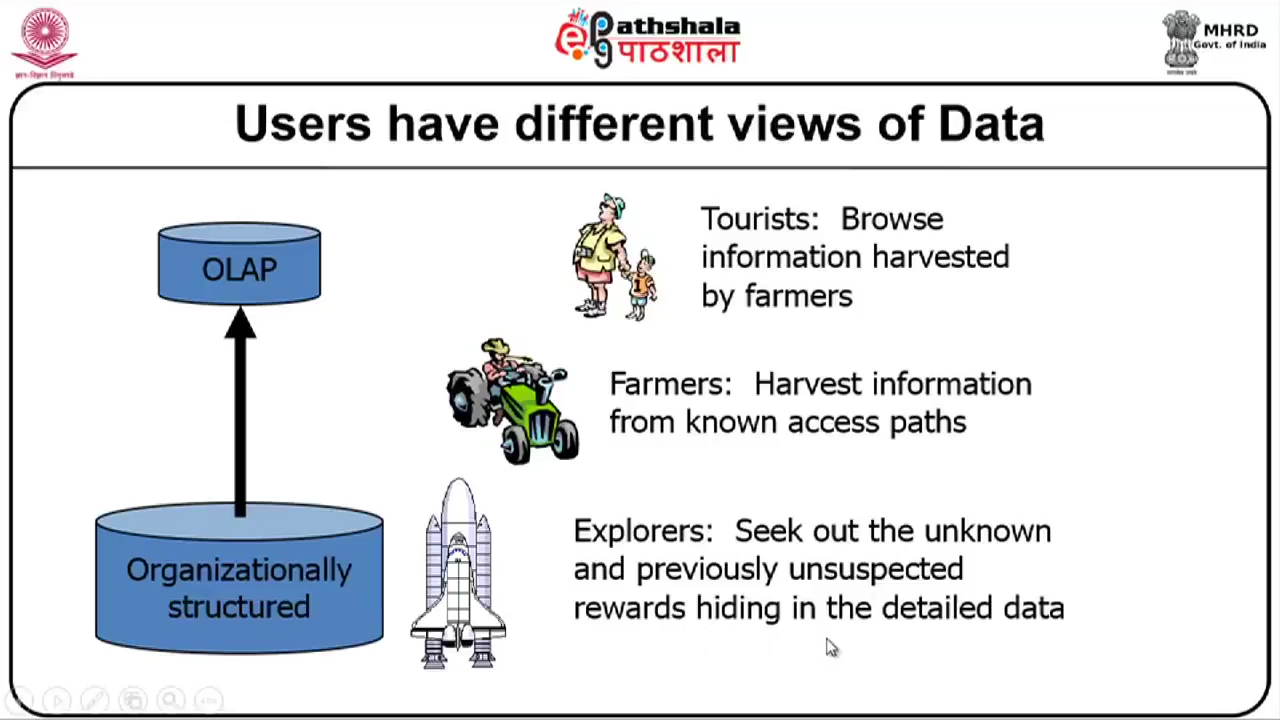 Pathshala
पाठशाला
MHRD
Govt. of India
Users have different views of Data
OLAP
Tourists: Browse
information harvested
by farmers
Farmers: Harvest information
from known access paths
Organizationally
structured
Explorers: Seek out the unknown
and previously unsuspected
rewards hiding in the detailed data